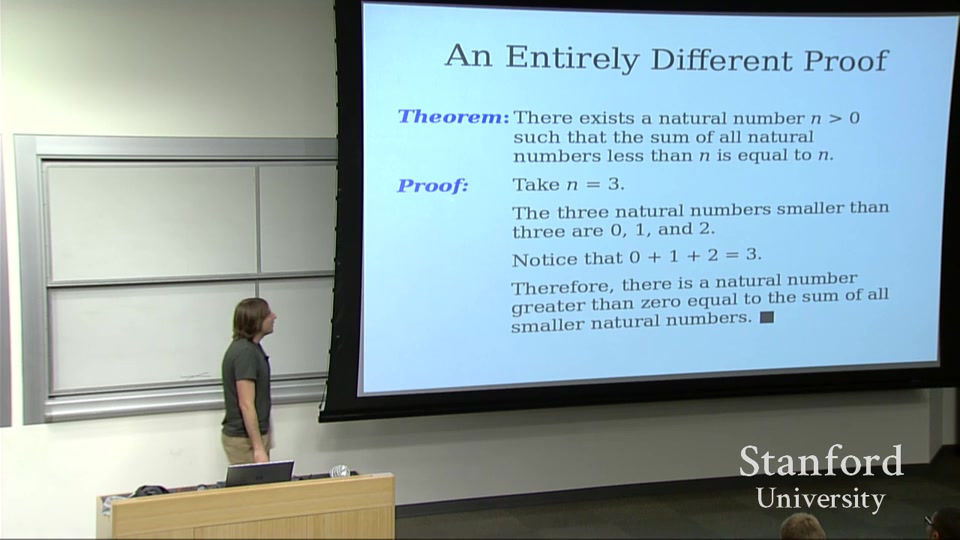 An Entirely Different Proof
Theorem: There exists a natural number n > 0
such that the sum of all natural
numbers less than n is equal to n.
Proof: Take n = 3.
The three natural numbers smaller than
three are 0, 1, and 2.
Notice that 0 + 1 + 2 = 3.
Therefore, there is a natural number
greater than zero equal to the sum of all
smaller natural numbers. ■
Stanford
University